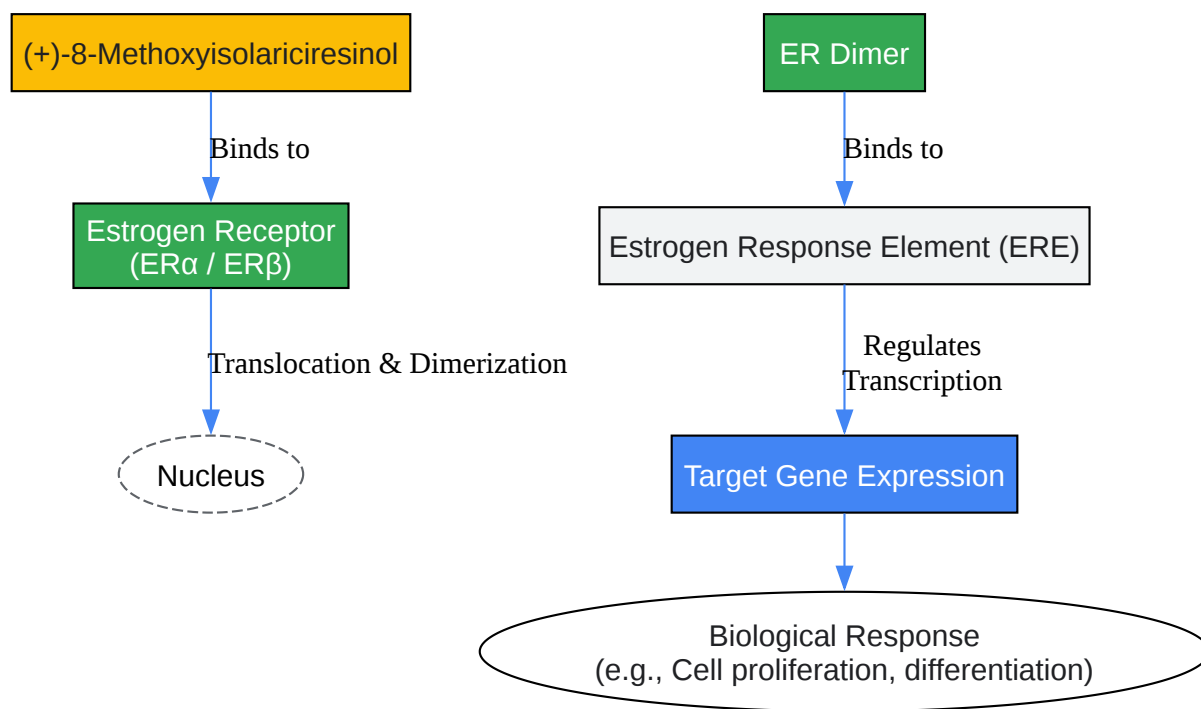 (+)-8-Methoxyisolariciresinol
Binds to
Estrogen Receptor
(ERα / ERβ)
Translocation & Dimerization
Nucleus
ER Dimer
Binds to
Estrogen Response Element (ERE)
Regulates
Transcription
Target Gene Expression
Biological Response
(e.g., Cell proliferation, differentiation)